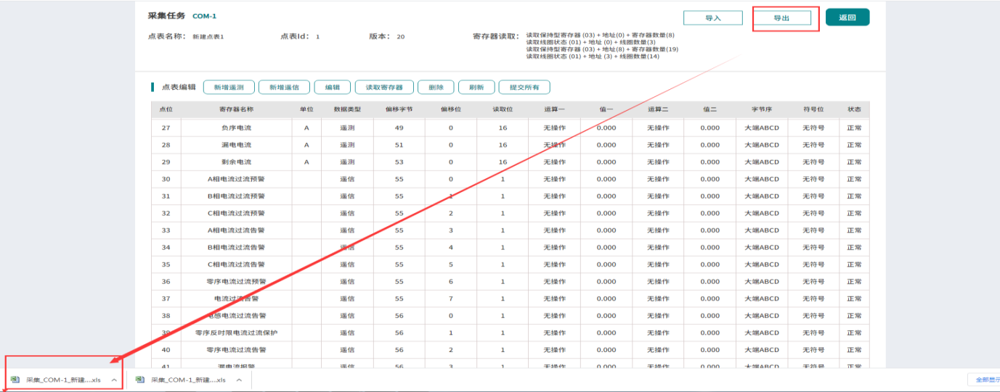 采集任务 COM-1 导入 导出 返回
点表名称： 新建点表1 点表Id： 1 版本： 20 寄存器读取： 读取保持型寄存器 (03) + 地址(0) + 寄存器数量(8)
读取线圈状态 (01) + 地址 (0) + 线圈数量(3)
读取保持型寄存器 (03) + 地址(8) + 寄存器数量(19)
读取线圈状态 (01) + 地址 (3) + 线圈数量(14)
点表编辑 新增遥测 新增遥信 编辑 读取寄存器 删除 刷新 提交所有
点位 寄存器名称 单位 数据类型 偏移字节 偏移位 读取位 运算一 值一 运算二 值二 字节序 符号位 状态
27 负序电流 A 遥测 49 0 16 无操作 0.000 无操作 0.000 大端ABCD 无符号 正常
28 漏电电流 A 遥测 51 0 16 无操作 0.000 无操作 0.000 大端ABCD 无符号 正常
29 剩余电流 A 遥测 53 0 16 无操作 0.000 无操作 0.000 大端ABCD 无符号 正常
30 A相电流过流预警 遥信 55 0 1 无操作 0.000 无操作 0.000 大端ABCD 无符号 正常
31 B相电流过流预警 遥信 55 1 1 无操作 0.000 无操作 0.000 大端ABCD 无符号 正常
32 C相电流过流预警 遥信 55 2 1 无操作 0.000 无操作 0.000 大端ABCD 无符号 正常
33 A相电流过流告警 遥信 55 3 1 无操作 0.000 无操作 0.000 大端ABCD 无符号 正常
34 B相电流过流告警 遥信 55 4 1 无操作 0.000 无操作 0.000 大端ABCD 无符号 正常
35 C相电流过流告警 遥信 55 5 1 无操作 0.000 无操作 0.000 大端ABCD 无符号 正常
36 零序电流过流预警 遥信 55 6 1 无操作 0.000 无操作 0.000 大端ABCD 无符号 正常
37 电流过流告警 遥信 55 7 1 无操作 0.000 无操作 0.000 大端ABCD 无符号 正常
38 电感电流过流告警 遥信 56 0 1 无操作 0.000 无操作 0.000 大端ABCD 无符号 正常
39 零序反时限电流过流保护 遥信 56 1 1 无操作 0.000 无操作 0.000 大端ABCD 无符号 正常
40 零序电流过流告警 遥信 56 2 1 无操作 0.000 无操作 0.000 大端ABCD 无符号 正常
41 漏电流报警 遥信 56 3 1 无操作 0.000 无操作 0.000 大端ABCD 无符号 正常
采集_COM-1_新建....xls 采集_COM-1_新建....xls 全部显示